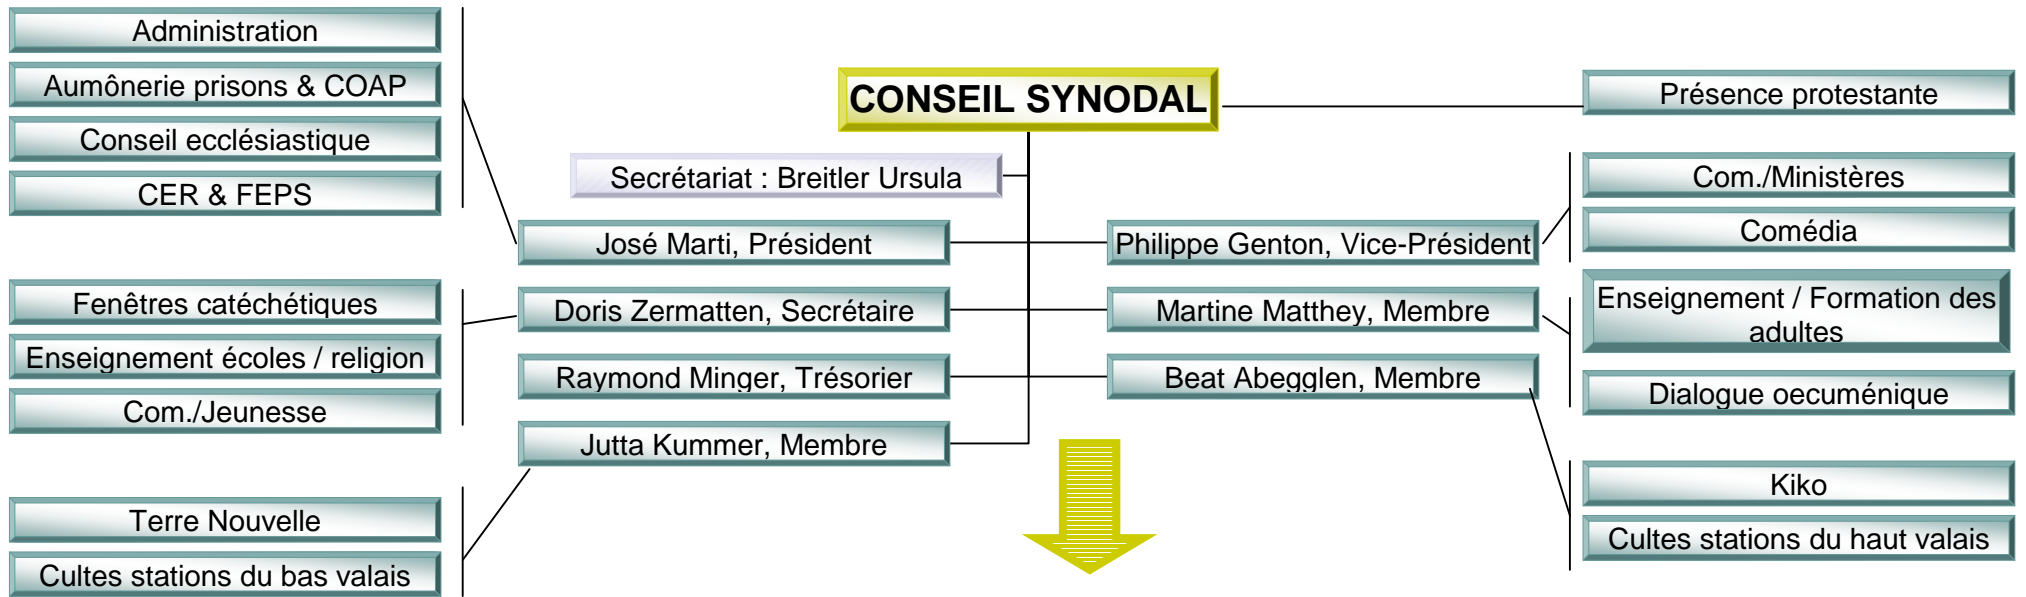 Administration
Aumônerie prisons & COAP
Conseil ecclésiastique
CER & FEPS
CONSEIL SYNODAL
Présence protestante
Secrétariat : Breitler Ursula
Com./Ministères
Comédia
José Marti, Président
Philippe Genton, Vice-Président
Fenêtres catéchétiques
Enseignement écoles / religion
Com./Jeunesse
Doris Zermatten, Secrétaire
Martine Matthey, Membre
Enseignement / Formation des
adultes
Dialogue oecuménique
Raymond Minger, Trésorier
Beat Abegglen, Membre
Jutta Kummer, Membre
Terre Nouvelle
Cultes stations du bas valais
Kiko
Cultes stations du haut valais